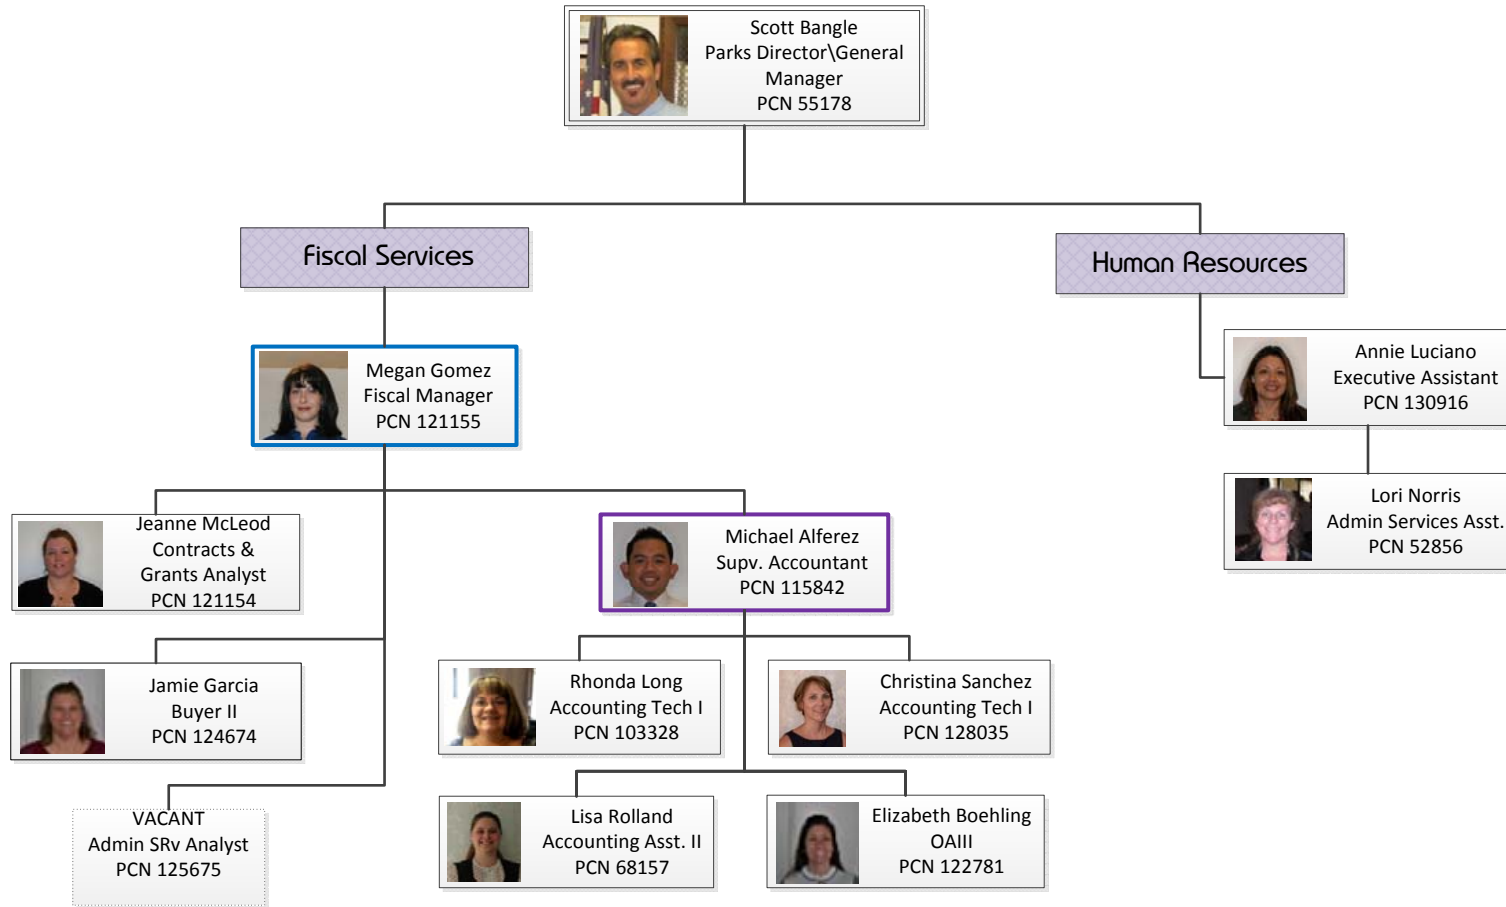 Scott Bangle
Parks Director\General
Manager
PCN 55178
Fiscal Services
Human Resources
Megan Gomez
Fiscal Manager
PCN 121155
Annie Luciano
Executive Assistant
PCN 130916
Jeanne McLeod
Contracts &
Grants Analyst
PCN 121154
Michael Alferez
Supv. Accountant
PCN 115842
Lori Norris
Admin Services Asst.
PCN 52856
Jamie Garcia
Buyer II
PCN 124674
Rhonda Long
Accounting Tech I
PCN 103328
Christina Sanchez
Accounting Tech I
PCN 128035
VACANT
Admin SRv Analyst
PCN 125675
Lisa Rolland
Accounting Asst. II
PCN 68157
Elizabeth Boehling
OAIII
PCN 122781